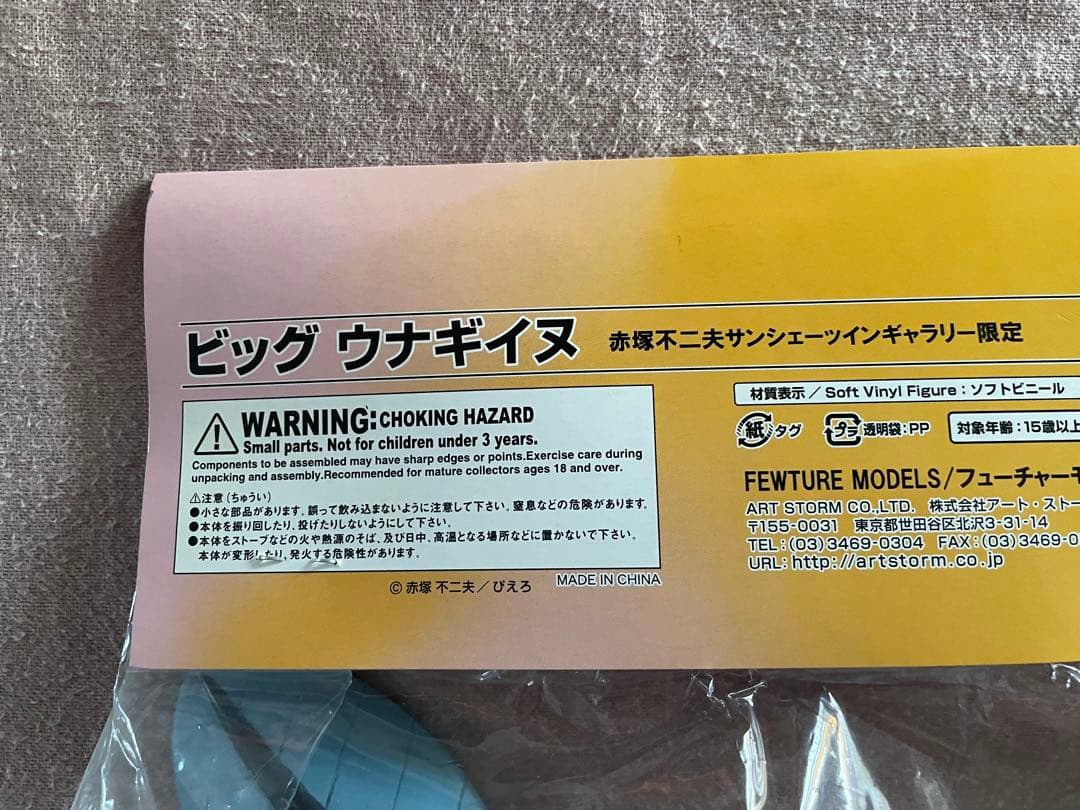 ビッグ ウナギイヌ 赤塚不二夫サンシェーツインギャラリー限定
WARNING: CHOKING HAZARD
Small parts. Not for children under 3 years.
Components to be assembled may have sharp edges or points.Exercise care during
unpacking and assembly.Recommended for mature collectors ages 18 and over.
⚠注意(ちゅうい)
●小さな部品があります。誤って飲み込まないように注意して下さい。窒息などの危険があります。
●本体を振り回したり、投げたりしないようにして下さい。
●本体をストーブなどの火や熱源のそば、及び日中、高温となる場所などに置かないで下さい。
本体が変形したり、発火する危険性があります。
© 赤塚 不二夫/ぴえろ MADE IN CHINA
材質表示/Soft Vinyl Figure:ソフトビニール
紙 タグ プラ 透明袋:PP 対象年齢:15歳以上
FEWTURE MODELS/フューチャーモ
ART STORM CO.,LTD. 株式会社アート・ストー
〒155-0031 東京都世田谷区北沢3-31-14
TEL:(03)3469-0304 FAX:(03)3469-0
URL:http://artstorm.co.jp